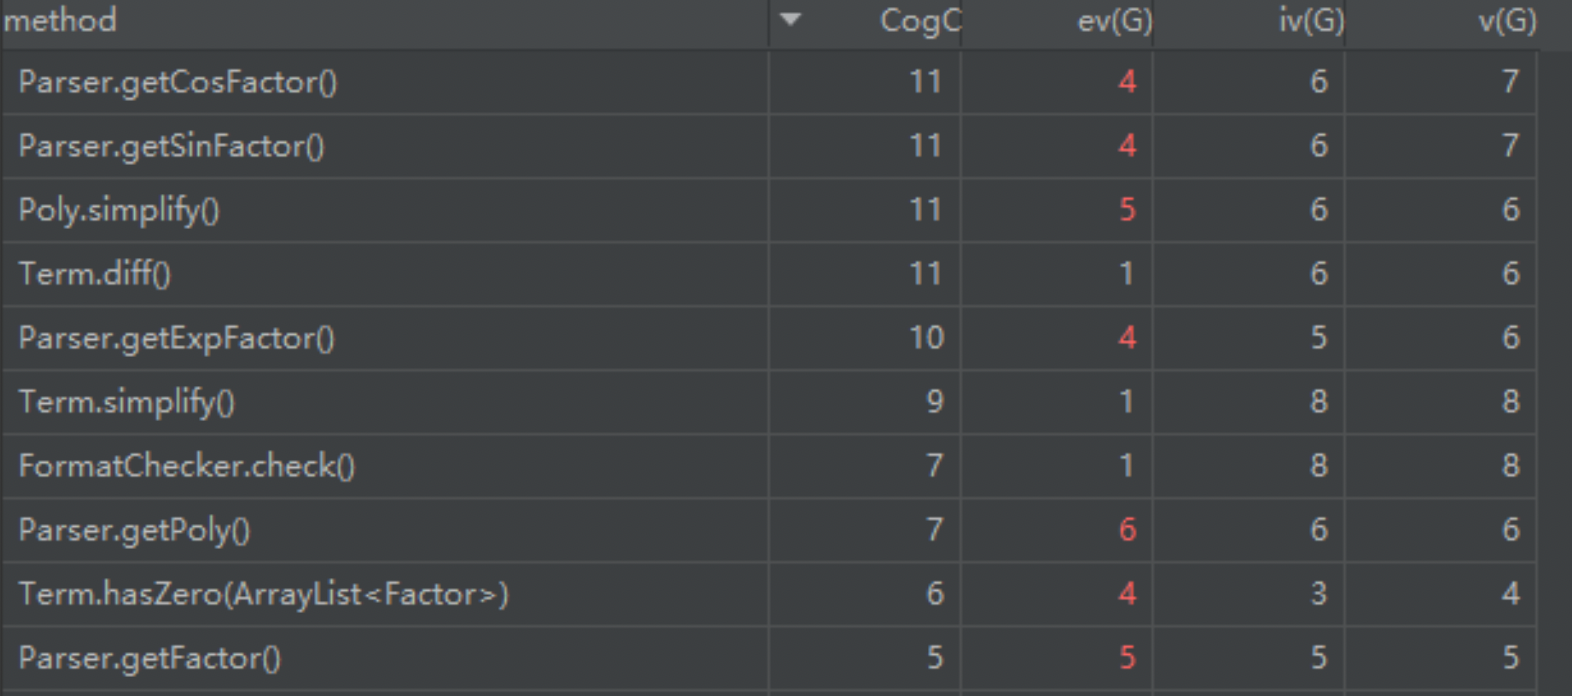 method CogC ev(G) iv(G) v(G)
Parser.getCosFactor() 11 4 6 7
Parser.getSinFactor() 11 4 6 7
Poly.simplify() 11 5 6 6
Term.diff() 11 1 6 6
Parser.getExpFactor() 10 4 5 6
Term.simplify() 9 1 8 8
FormatChecker.check() 7 1 8 8
Parser.getPoly() 7 6 6 6
Term.hasZero(ArrayList<Factor>) 6 4 3 4
Parser.getFactor() 5 5 5 5